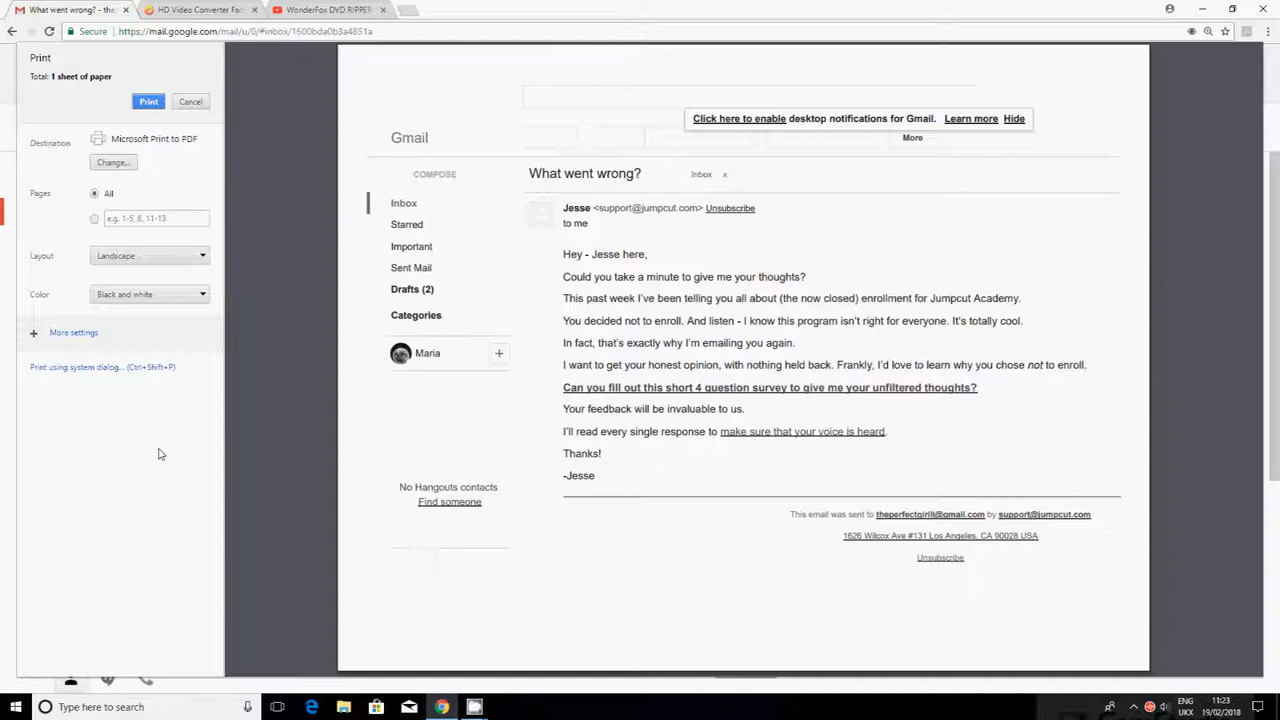 What went wrong? - the
HD Video Converter Fac
WonderFox DVD RIPPER
Secure
https://mail.google.com/mail/u/0/#inbox/1600bda0b3a4851a
Print
Total: 1 sheet of paper
Print
Cancel
Destination
Microsoft Print to PDF
Change...
Pages
All
e.g. 1-5, 8, 11-13
Layout
Landscape
Color
Black and white
+ More settings
Print using system dialog... (Ctrl+Shift+P)
Click here to enable desktop notifications for Gmail. Learn more Hide
Gmail
More
COMPOSE
Inbox
Starred
Important
Sent Mail
Drafts (2)
Categories
Maria
+
No Hangouts contacts
Find someone
What went wrong?
Inbox x
Jesse <support@jumpcut.com> Unsubscribe
to me
Hey - Jesse here,
Could you take a minute to give me your thoughts?
This past week I've been telling you all about (the now closed) enrollment for Jumpcut Academy.
You decided not to enroll. And listen - I know this program isn't right for everyone. It's totally cool.
In fact, that's exactly why I'm emailing you again.
I want to get your honest opinion, with nothing held back. Frankly, I'd love to learn why you chose not to enroll.
Can you fill out this short 4 question survey to give me your unfiltered thoughts?
Your feedback will be invaluable to us.
I'll read every single response to make sure that your voice is heard.
Thanks!
-Jesse
This email was sent to theperfectgirlll@gmail.com by support@jumpcut.com
1626 Wilcox Ave #131 Los Angeles, CA 90028 USA
Unsubscribe
Type here to search
ENG
UKX
11:23
19/02/2018